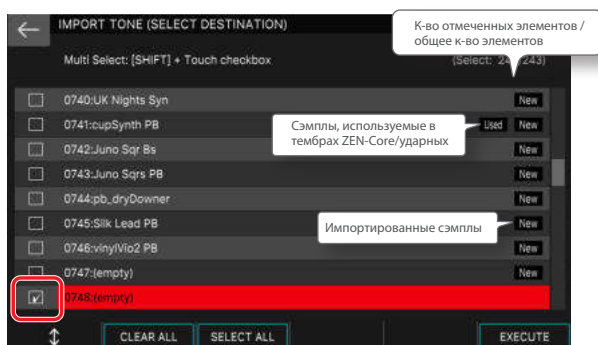 IMPORT TONE (SELECT DESTINATION)
К-во отмеченных элементов /
общее к-во элементов
Multi Select: [SHIFT] + Touch checkbox
(Select: 24 243)
0740:UK Nights Syn
New
0741:cupSynth PB
Used
New
Сэмплы, используемые в
тембрах ZEN-Core/ударных
0742:Juno Sqr Bs
New
0743:Juno Sqrs PB
New
0744:pb_dryDowner
New
0745:Silk Lead PB
New
Импортированные сэмплы
0746:vinylVio2 PB
New
0747:(empty)
New
0748:(empty)
CLEAR ALL
SELECT ALL
EXECUTE